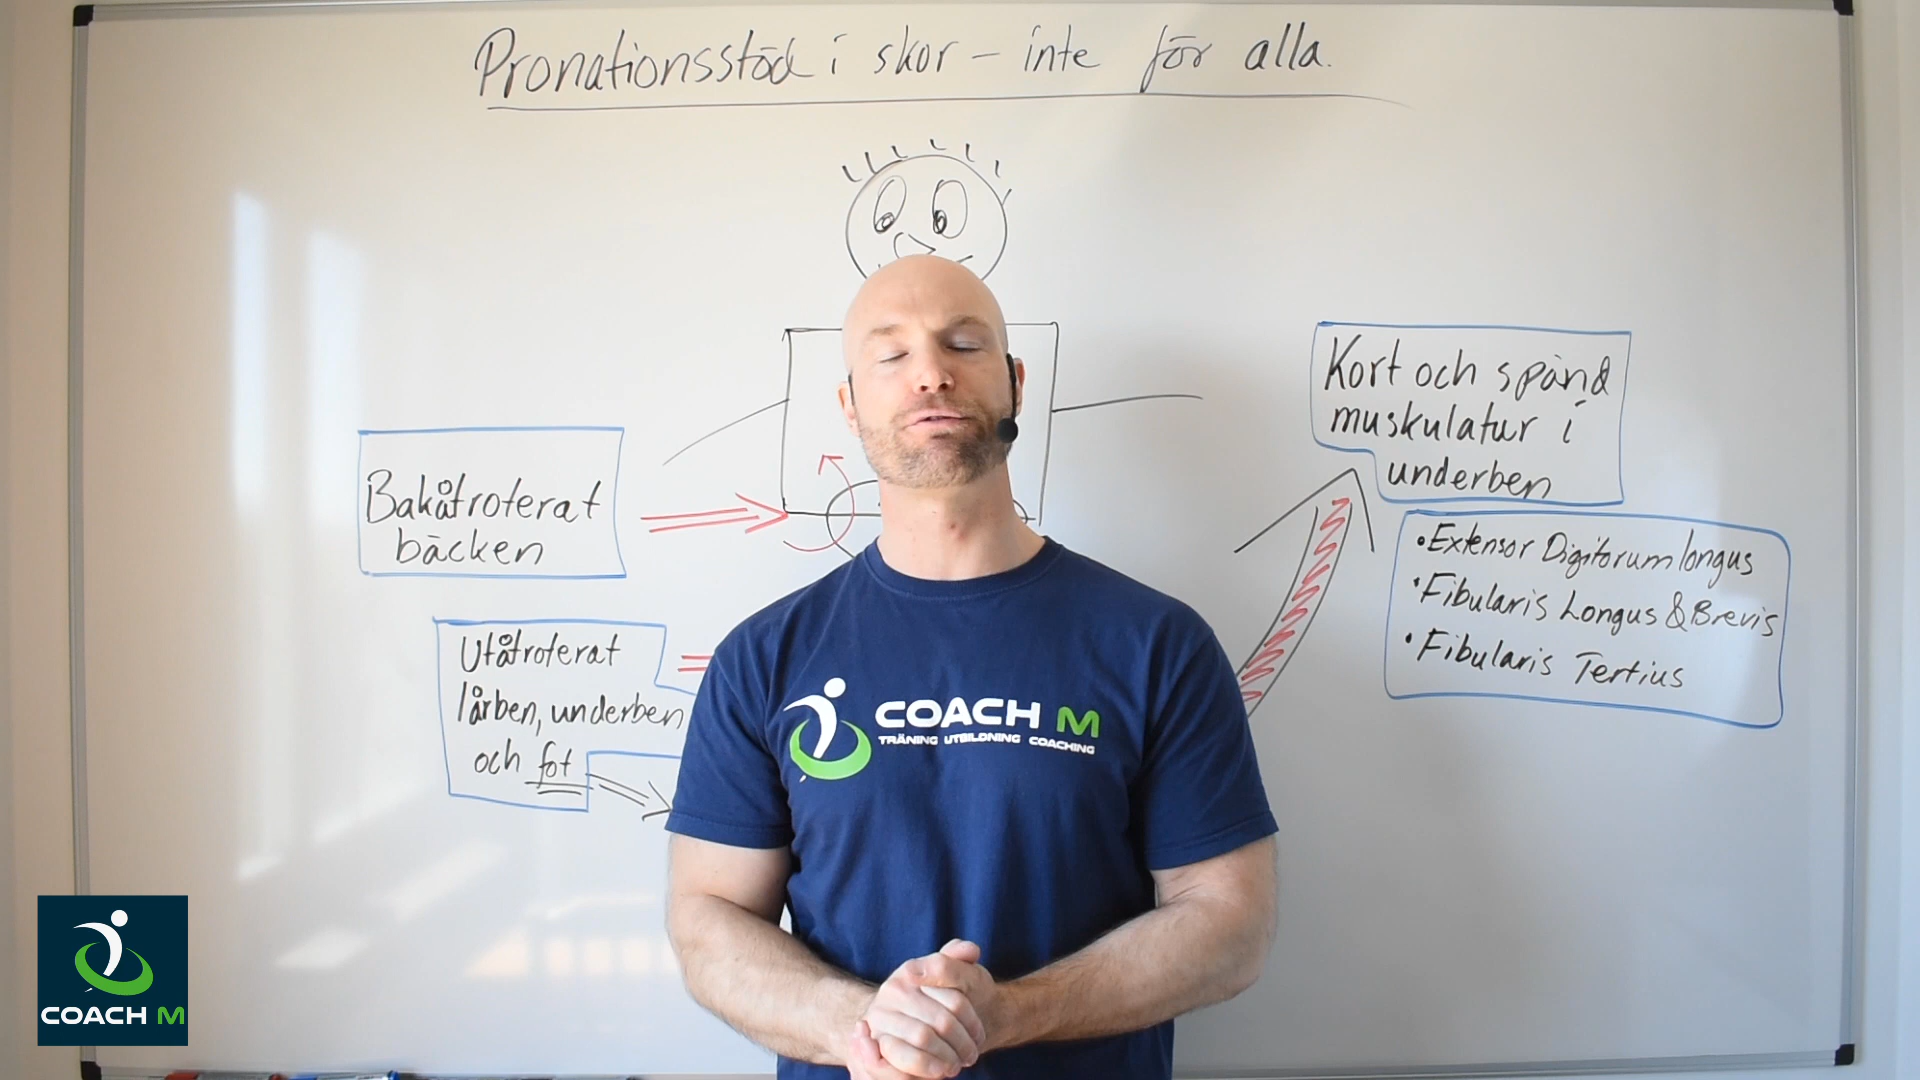 Pronationsstöd i skor – inte för alla.
Bakåtroterat
bäcken
Utåtroterat
lårben, underben
och fot
Kort och spänd
muskulatur i
underben
• Extensor Digitorum longus
• Fibularis Longus & Brevis
• Fibularis Tertius
COACH M
TRÄNING UTBILDNING COACHING
COACH M